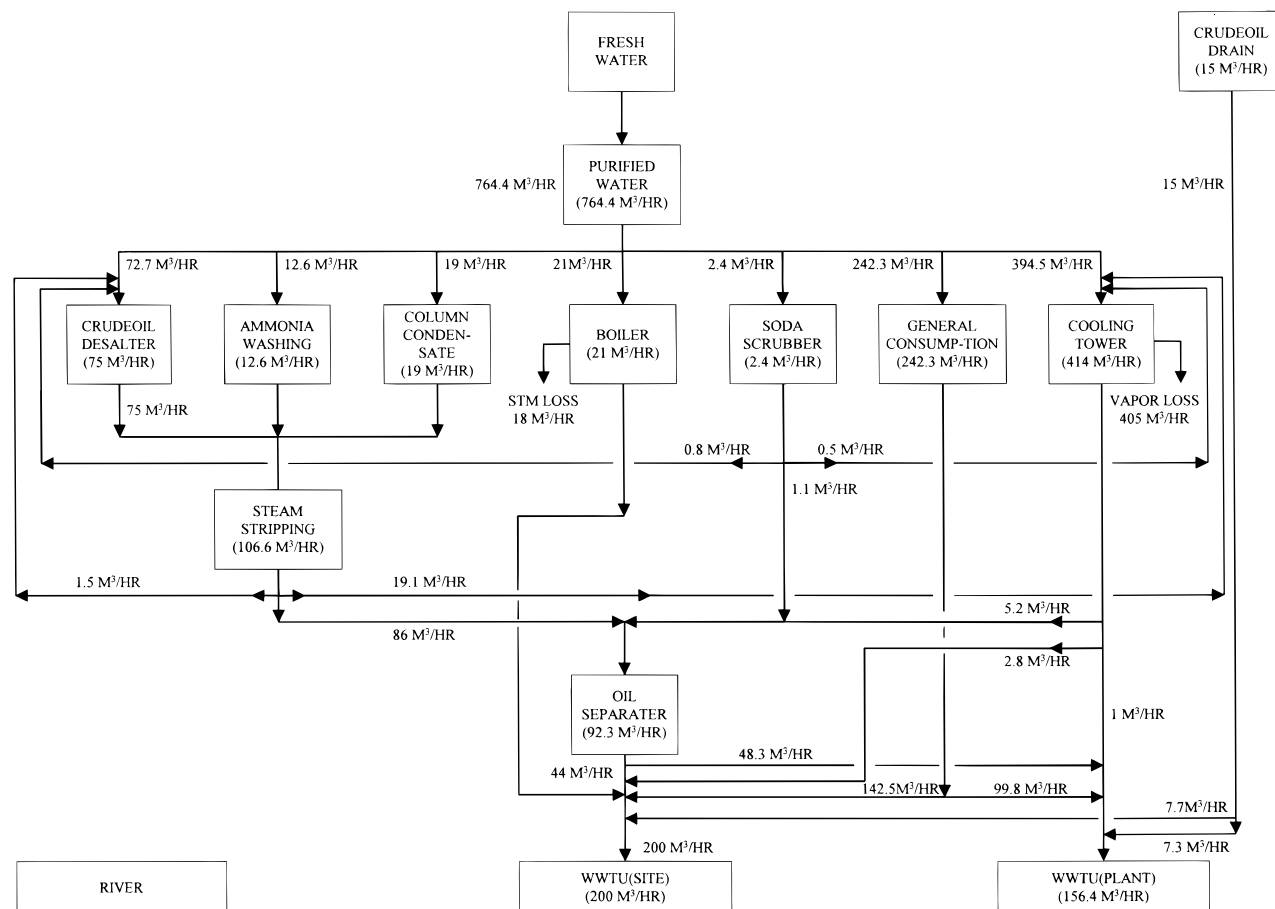 FRESH
WATER
CRUDEOIL
DRAIN
(15 M³/HR)
PURIFIED
WATER
(764.4 M³/HR)
764.4 M³/HR
15 M³/HR
72.7 M³/HR
12.6 M³/HR
19 M³/HR
21M³/HR
2.4 M³/HR
242.3 M³/HR
394.5 M³/HR
CRUDEOIL
DESALTER
(75 M³/HR)
AMMONIA
WASHING
(12.6 M³/HR)
COLUMN
CONDEN-
SATE
(19 M³/HR)
BOILER
(21 M³/HR)
SODA
SCRUBBER
(2.4 M³/HR)
GENERAL
CONSUMP-TION
(242.3 M³/HR)
COOLING
TOWER
(414 M³/HR)
75 M³/HR
STM LOSS
18 M³/HR
VAPOR LOSS
405 M³/HR
0.8 M³/HR
0.5 M³/HR
1.1 M³/HR
STEAM
STRIPPING
(106.6 M³/HR)
1.5 M³/HR
19.1 M³/HR
5.2 M³/HR
86 M³/HR
2.8 M³/HR
OIL
SEPARATER
(92.3 M³/HR)
1 M³/HR
48.3 M³/HR
44 M³/HR
142.5M³/HR
99.8 M³/HR
7.7M³/HR
200 M³/HR
7.3 M³/HR
RIVER
WWTU(SITE)
(200 M³/HR)
WWTU(PLANT)
(156.4 M³/HR)